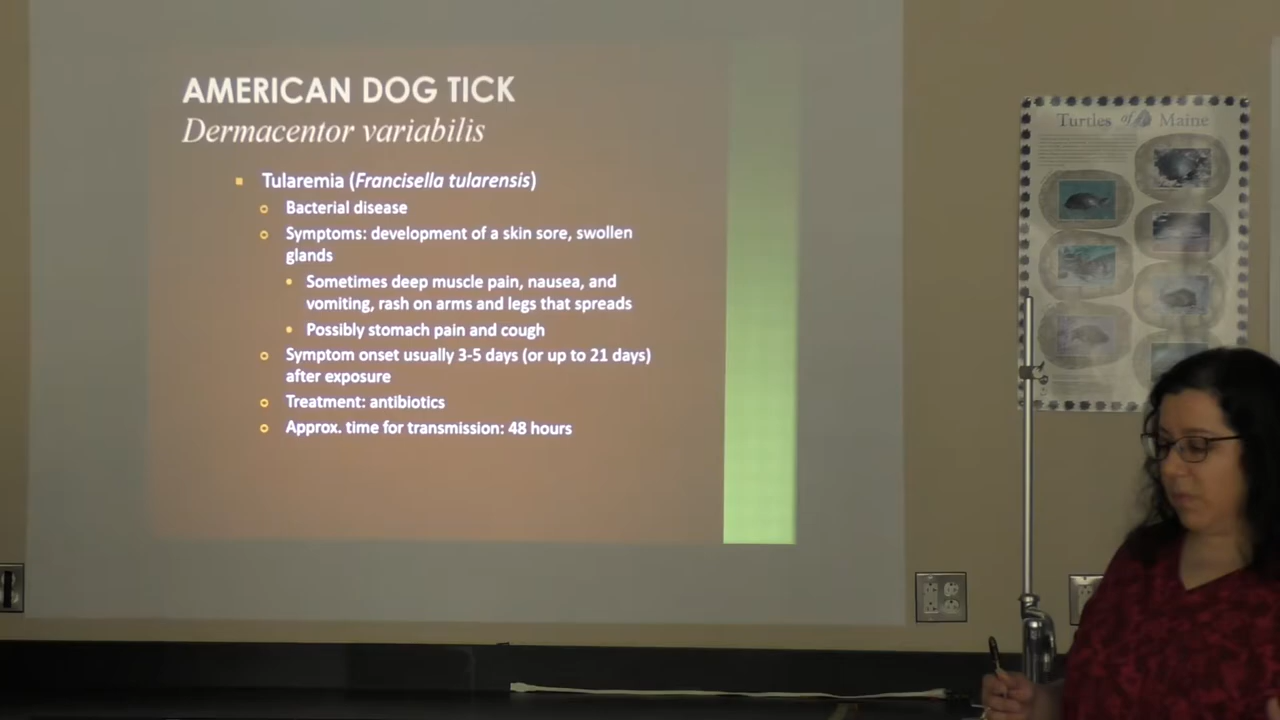 AMERICAN DOG TICK
Dermacentor variabilis
Tularemia (Francisella tularensis)
Bacterial disease
Symptoms: development of a skin sore, swollen
glands
Sometimes deep muscle pain, nausea, and
vomiting, rash on arms and legs that spreads
Possibly stomach pain and cough
Symptom onset usually 3-5 days (or up to 21 days)
after exposure
Treatment: antibiotics
Approx. time for transmission: 48 hours
Turtles of Maine